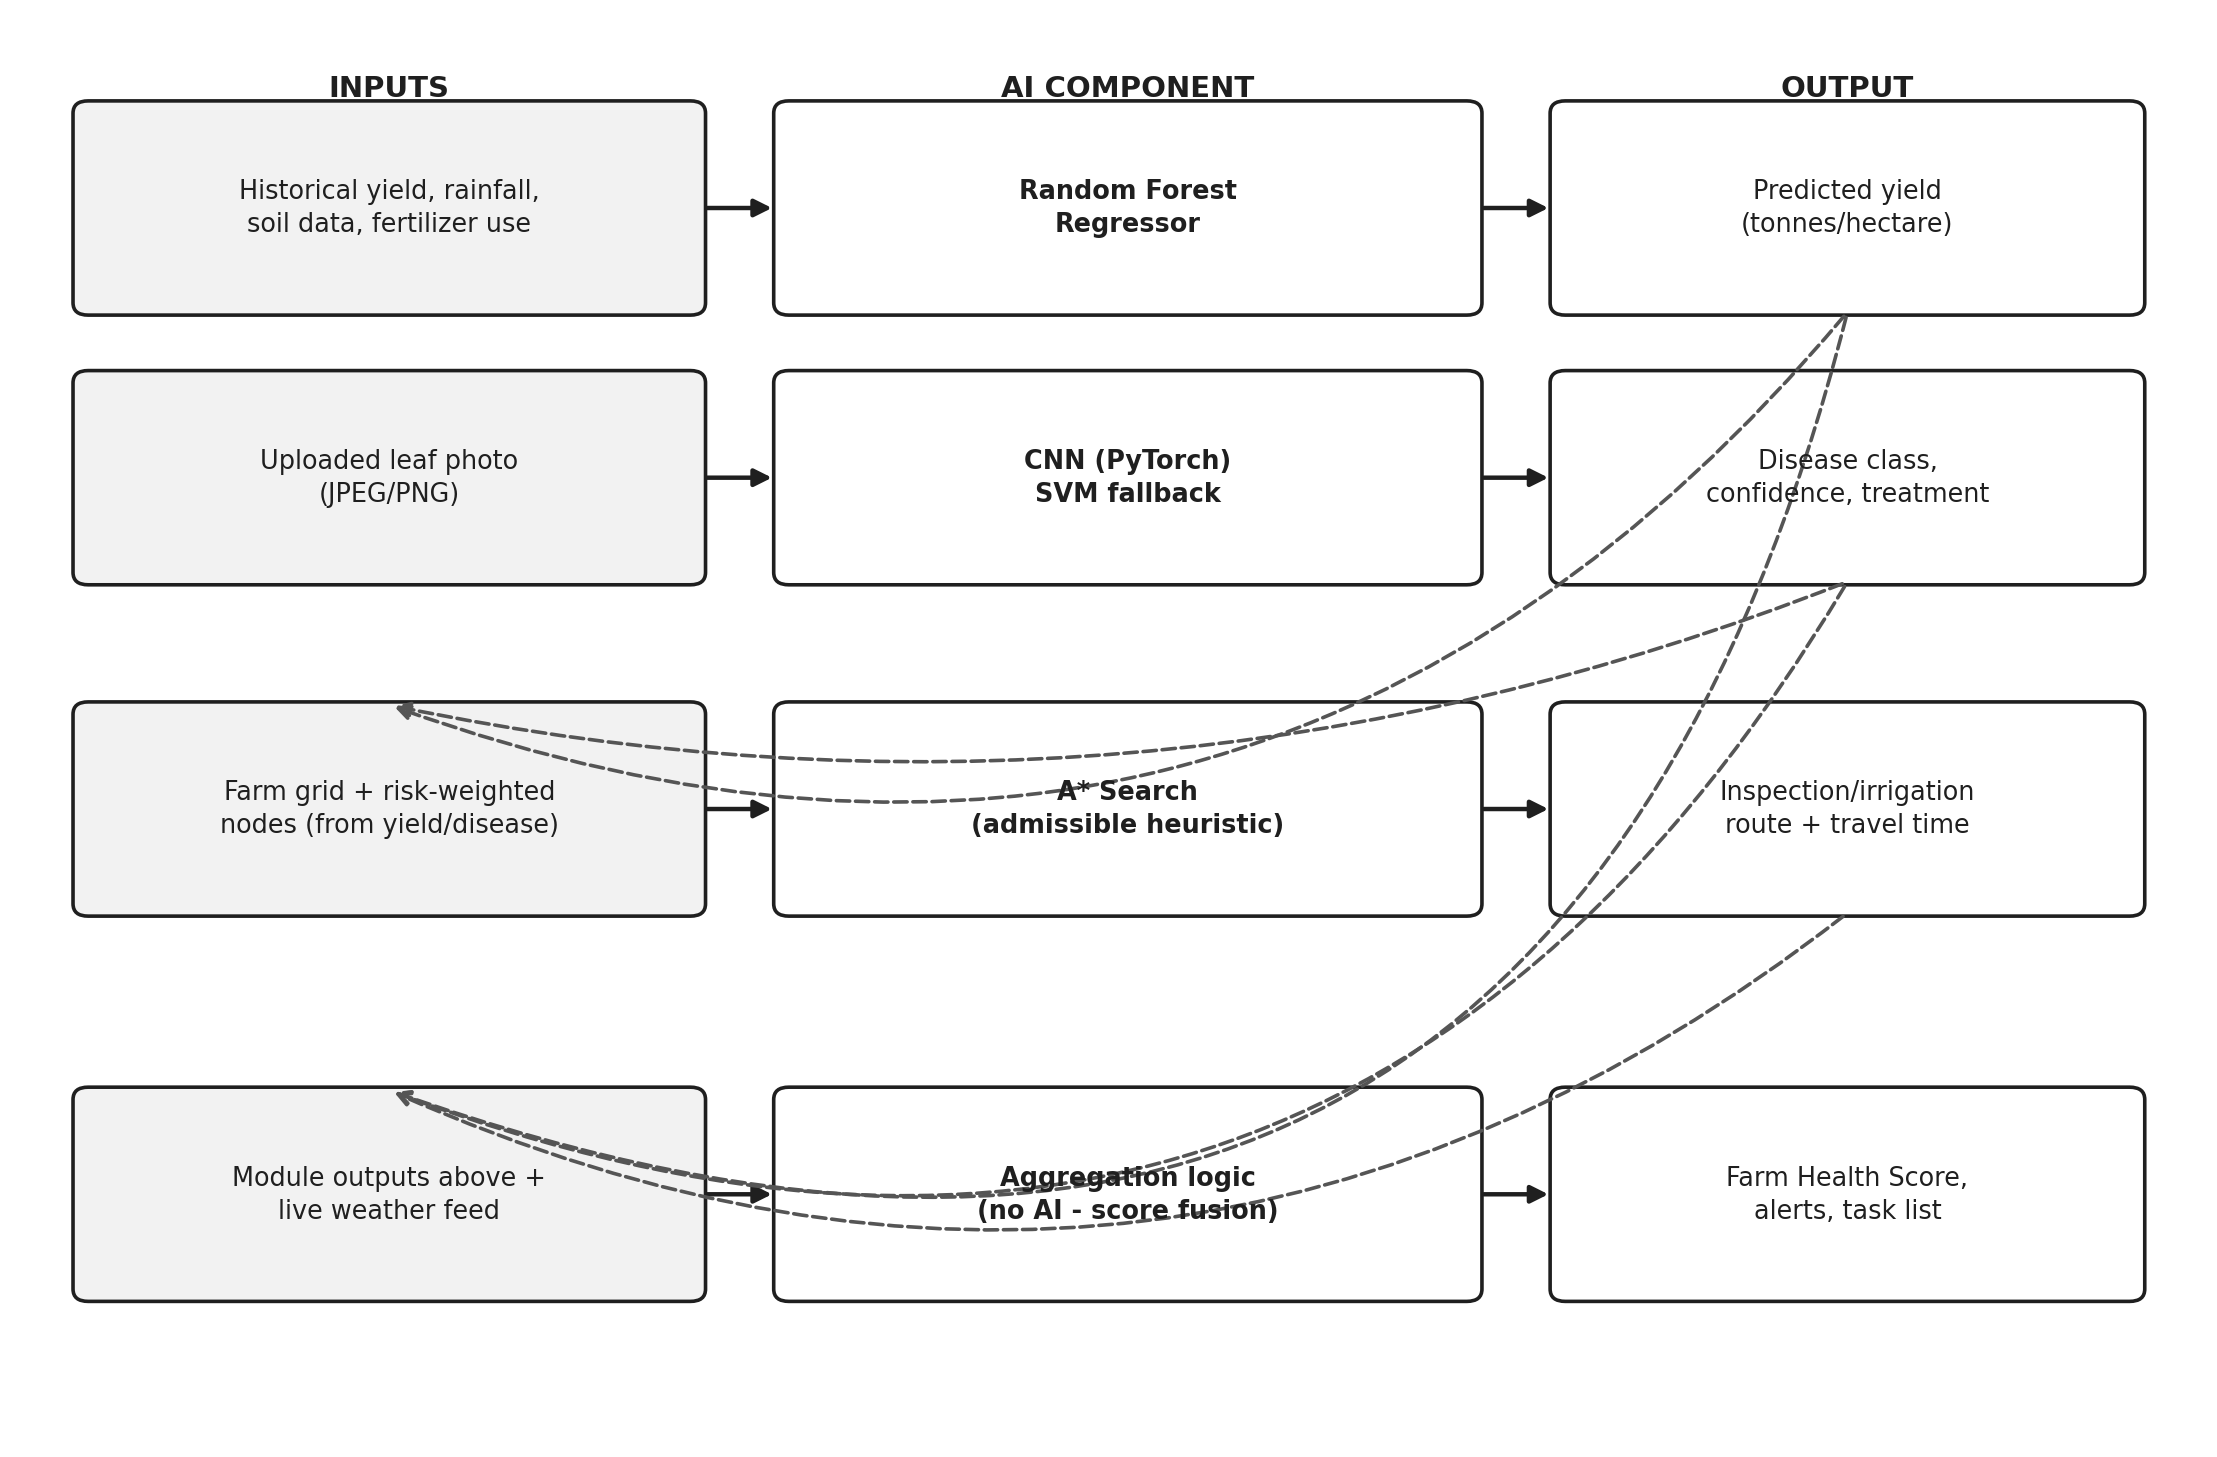 INPUTS
AI COMPONENT
OUTPUT
Historical yield, rainfall,
soil data, fertilizer use
Random Forest
Regressor
Predicted yield
(tonnes/hectare)
Uploaded leaf photo
(JPEG/PNG)
CNN (PyTorch)
SVM fallback
Disease class,
confidence, treatment
Farm grid + risk-weighted
nodes (from yield/disease)
A* Search
(admissible heuristic)
Inspection/irrigation
route + travel time
Module outputs above +
live weather feed
Aggregation logic
(no AI - score fusion)
Farm Health Score,
alerts, task list